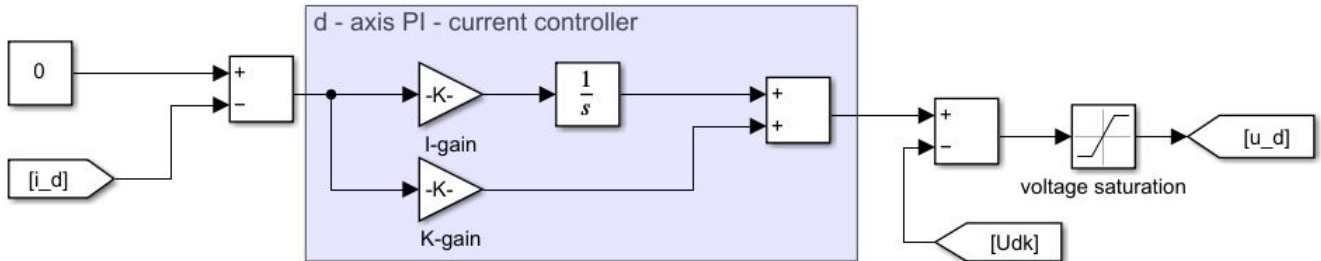 d - axis PI - current controller
0
+
−
[i_d]
-K-
I-gain
1
s
-K-
K-gain
+
+
+
−
voltage saturation
[u_d]
[Udk]